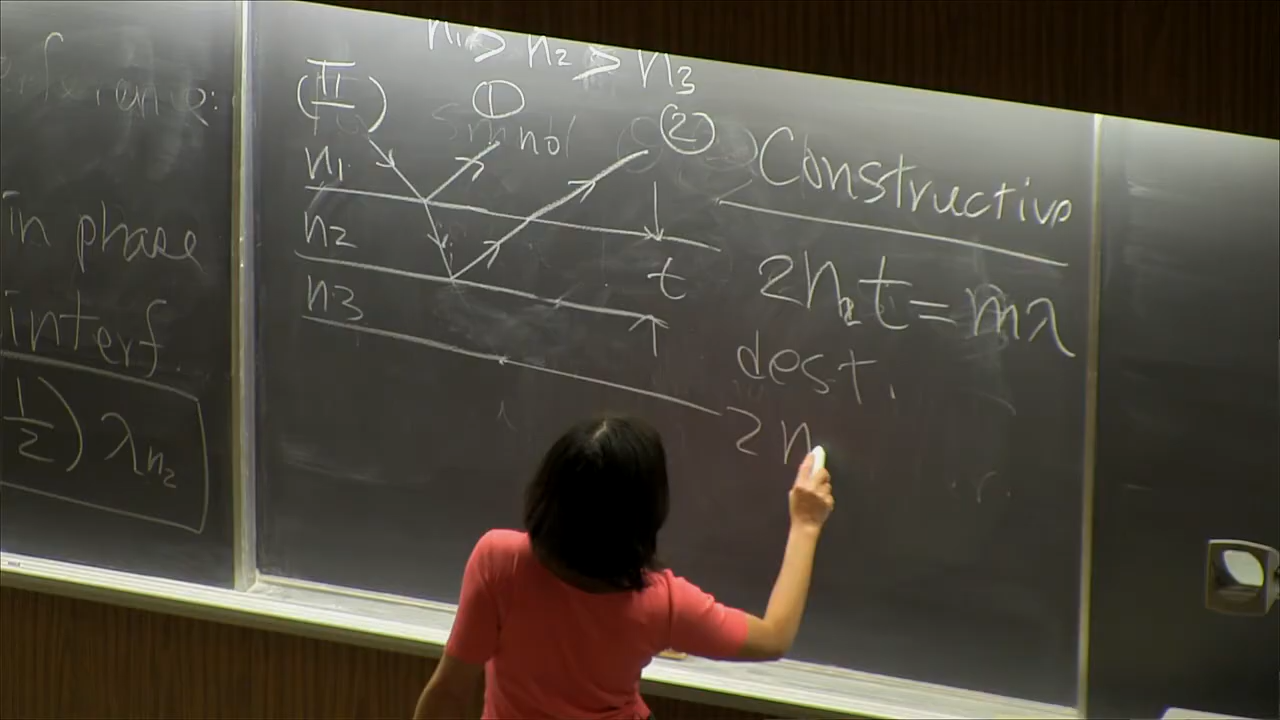 erference:
in phase
interf.
1/2) λn₂
n₁ > n₂ > n₃
(π)
①
②
n₁
n₂
n3
t
Constructive
2n₂t = mλ
dest.
2n